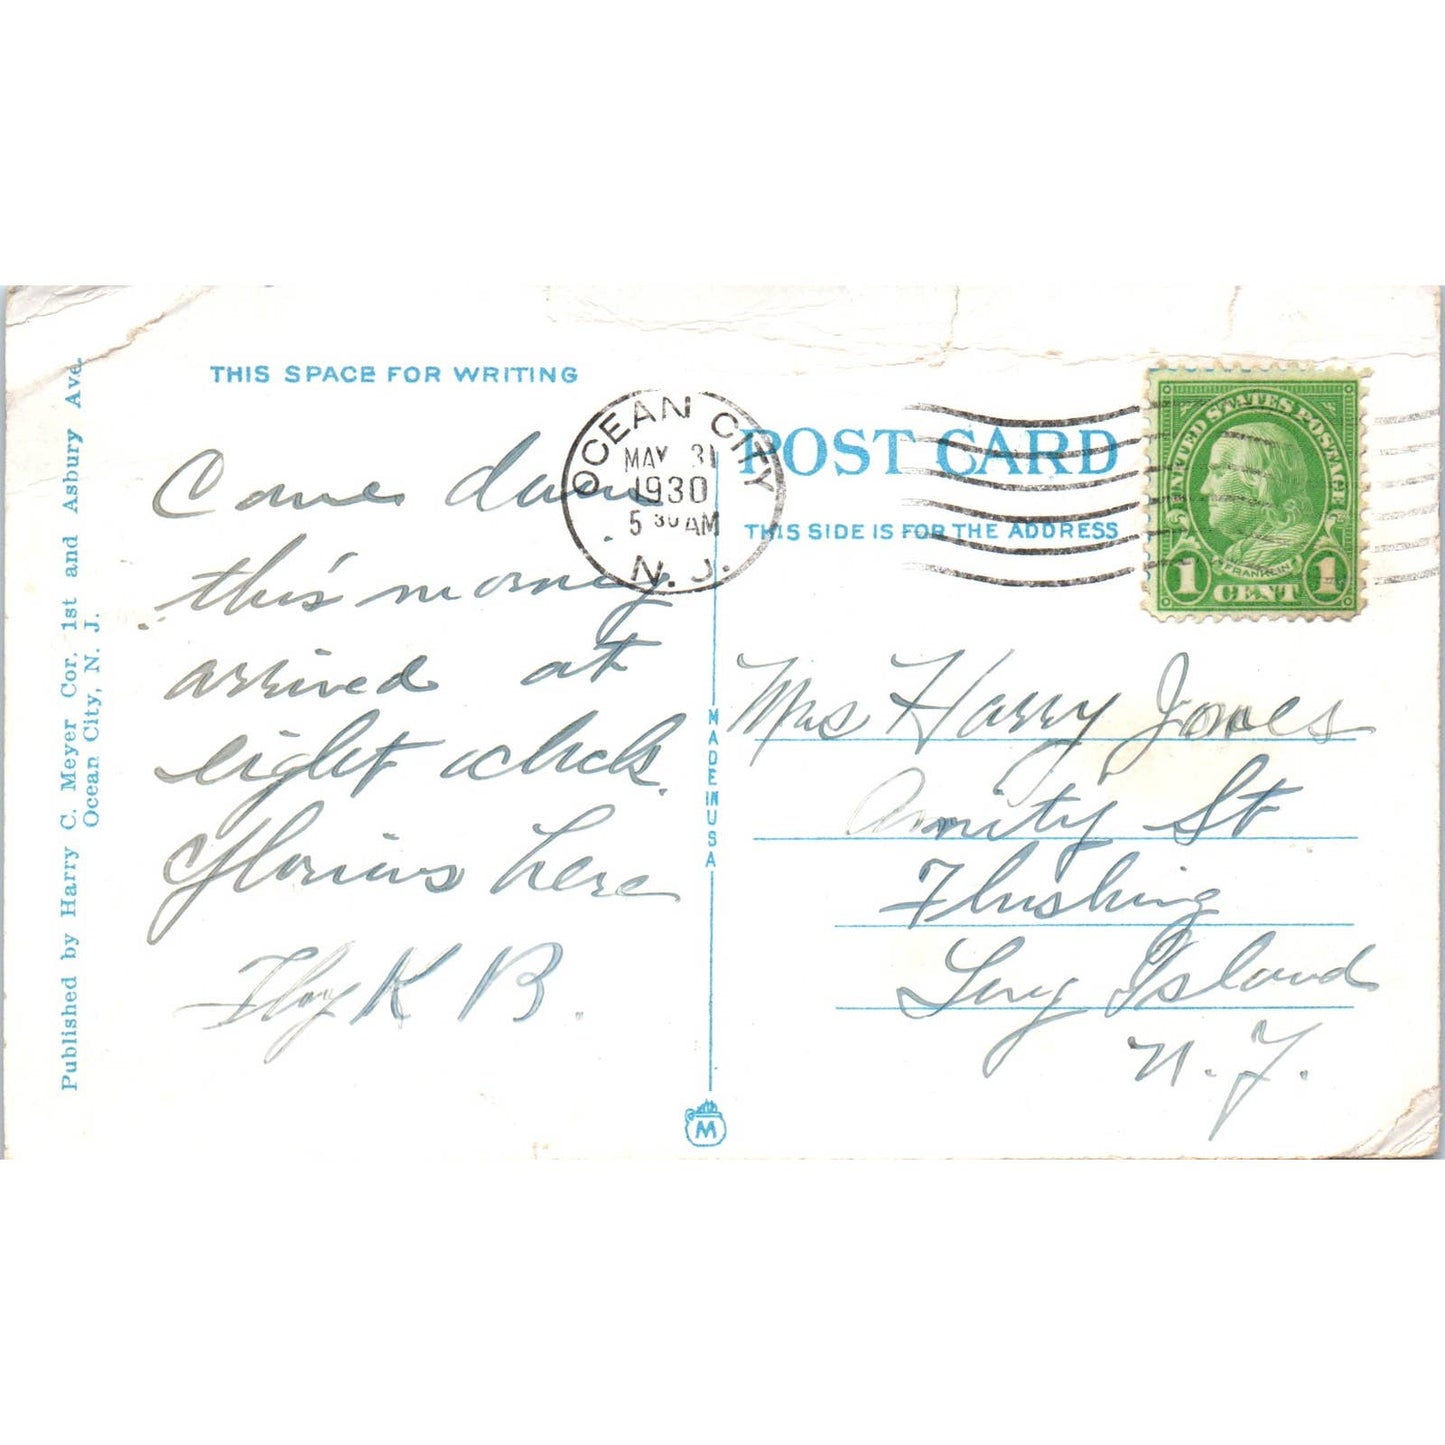 THIS SPACE FOR WRITING
Came down
this morning
arrived at
eight oclock.
Glorious here
K B.
Published by Harry C. Meyer Cor. 1st and Asbury Ave.
Ocean City, N. J.
OCEAN CITY
MAY 31
1930
5 30 AM
N. J.
POST CARD
THIS SIDE IS FOR THE ADDRESS
UNITED STATES POSTAGE
FRANKLIN
1 CENT 1
Mrs Harry Jones
Amity St
Flushing
Long Island
N. Y.
MADE IN USA
M